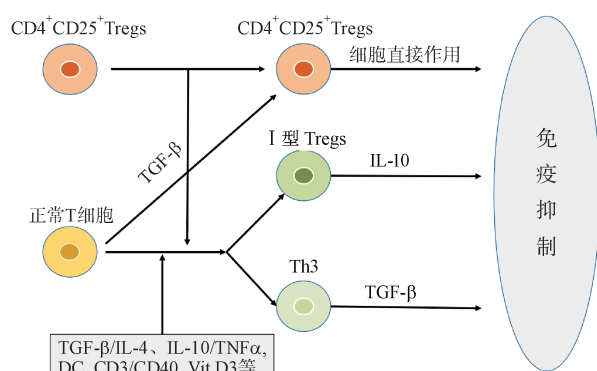 CD4⁺CD25⁺Tregs
CD4⁺CD25⁺Tregs
细胞直接作用
TGF-β
Ⅰ型 Tregs
IL-10
正常T细胞
Th3
TGF-β
免疫抑制
TGF-β/IL-4、IL-10/TNFα,
DC, CD3/CD40, Vit D3等